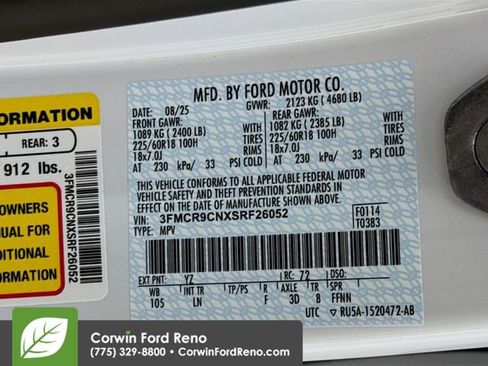 FORMATION
REAR: 3
912 lbs.
OWNERS
NUAL FOR
DITIONAL
ORMATION
3FMCR9CNXSRF26052
MFD. BY FORD MOTOR CO.
DATE: 08/25 GVWR: 2123 KG ( 4680 LB)
FRONT GAWR: REAR GAWR:
1089 KG ( 2400 LB) WITH 1082 KG ( 2385 LB) WITH
225/60R18 100H TIRES 225/60R18 100H TIRES
18x7.0J RIMS 18x7.0J RIMS
AT 230 kPa/ 33 PSI COLD AT 230 kPa/ 33 PSI COLD
THIS VEHICLE CONFORMS TO ALL APPLICABLE FEDERAL MOTOR
VEHICLE SAFETY AND THEFT PREVENTION STANDARDS IN
EFFECT ON THE DATE OF MANUFACTURE SHOWN ABOVE.
VIN: 3FMCR9CNXSRF26052 F0114
TYPE: MPV T0383
EXT PNT: YZ RC: 72 DSO:
WB INT TR TP/PS R AXLE TR SPR
105 LN F 3D 8 FFNN
UTC RU5A-1520472-AB
Corwin Ford Reno
(775) 329-8800 • CorwinFordReno.com